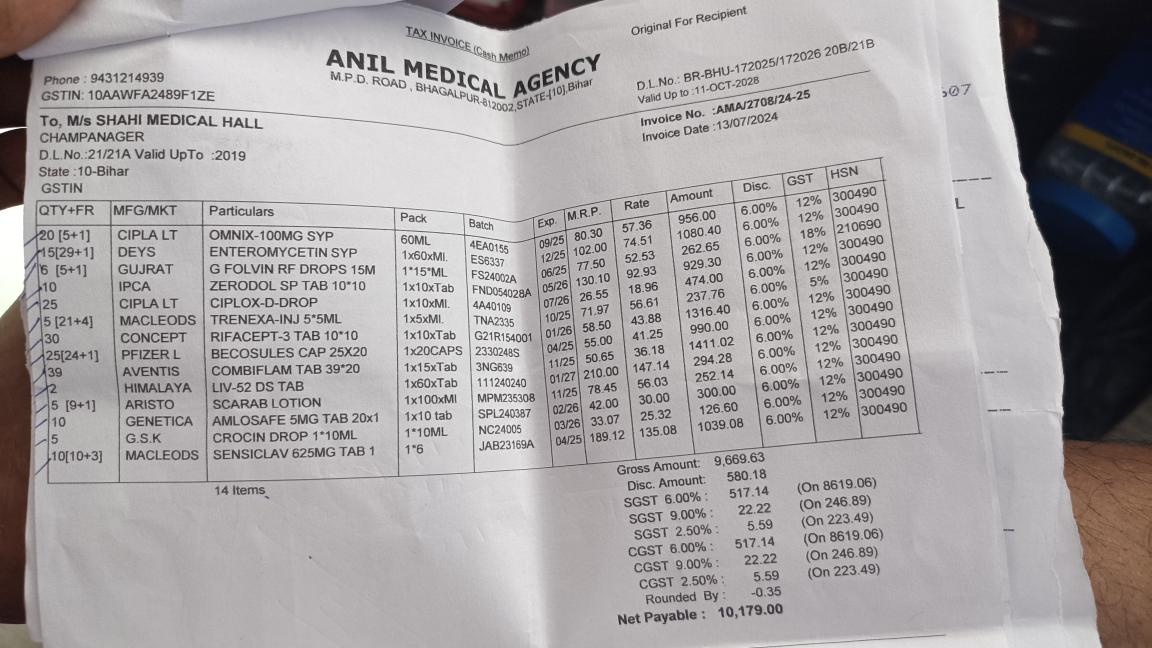 TAX INVOICE (Cash Memo)
Original For Recipient
ANIL MEDICAL AGENCY
M.P.D. ROAD , BHAGALPUR-812002,STATE-[10],Bihar
Phone : 9431214939
GSTIN: 10AAWFA2489F1ZE
D.L.No.: BR-BHU-172025/172026 20B/21B
Valid Up to :11-OCT-2028
To, M/s SHAHI MEDICAL HALL
CHAMPANAGER
D.L.No.:21/21A Valid UpTo :2019
State :10-Bihar
GSTIN
Invoice No. :AMA/2708/24-25
Invoice Date :13/07/2024
QTY+FR MFG/MKT Particulars Pack Batch Exp. M.R.P. Rate Amount Disc. GST HSN
20 [5+1] CIPLA LT OMNIX-100MG SYP 60ML 4EA0155 09/25 80.30 57.36 956.00 6.00% 12% 300490
15[29+1] DEYS ENTEROMYCETIN SYP 1x60xMl. ES6337 12/25 102.00 74.51 1080.40 6.00% 12% 300490
6 [5+1] GUJRAT G FOLVIN RF DROPS 15M 1*15*ML FS24002A 06/25 77.50 52.53 262.65 6.00% 18% 210690
10 IPCA ZERODOL SP TAB 10*10 1x10xTab FND054028A 05/26 130.10 92.93 929.30 6.00% 12% 300490
25 CIPLA LT CIPLOX-D-DROP 1x10xMl. 4A40109 07/26 26.55 18.96 474.00 6.00% 12% 300490
5 [21+4] MACLEODS TRENEXA-INJ 5*5ML 1x5xMl. TNA2335 10/25 71.97 56.61 237.76 6.00% 5% 300490
30 CONCEPT RIFACEPT-3 TAB 10*10 1x10xTab G21R154001 01/26 58.50 43.88 1316.40 6.00% 12% 300490
25[24+1] PFIZER L BECOSULES CAP 25X20 1x20CAPS 2330248S 04/25 55.00 41.25 990.00 6.00% 12% 300490
39 AVENTIS COMBIFLAM TAB 39*20 1x15xTab 3NG639 11/25 50.65 36.18 1411.02 6.00% 12% 300490
2 HIMALAYA LIV-52 DS TAB 1x60xTab 111240240 01/27 210.00 147.14 294.28 6.00% 12% 300490
5 [9+1] ARISTO SCARAB LOTION 1x100xMl MPM235308 11/25 78.45 56.03 252.14 6.00% 12% 300490
10 GENETICA AMLOSAFE 5MG TAB 20x1 1x10 tab SPL240387 02/26 42.00 30.00 300.00 6.00% 12% 300490
5 G.S.K CROCIN DROP 1*10ML 1*10ML NC24005 03/26 33.07 25.32 126.60 6.00% 12% 300490
10[10+3] MACLEODS SENSICLAV 625MG TAB 1 1*6 JAB23169A 04/25 189.12 135.08 1039.08 6.00% 12% 300490
14 Items
Gross Amount: 9,669.63
Disc. Amount: 580.18
SGST 6.00% : 517.14 (On 8619.06)
SGST 9.00% : 22.22 (On 246.89)
SGST 2.50% : 5.59 (On 223.49)
CGST 6.00% : 517.14 (On 8619.06)
CGST 9.00% : 22.22 (On 246.89)
CGST 2.50% : 5.59 (On 223.49)
Rounded By : -0.35
Net Payable : 10,179.00